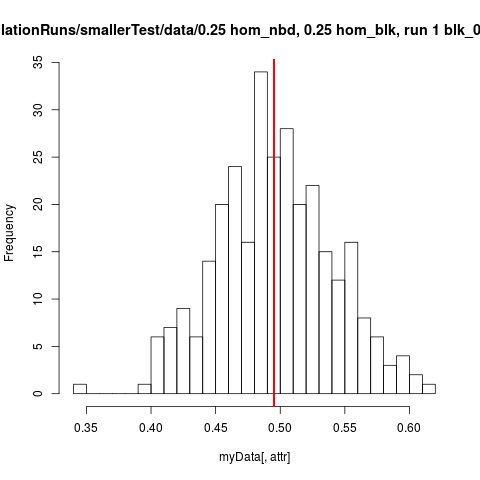 lationRuns/smallerTest/data/0.25 hom_nbd, 0.25 hom_blk, run 1 blk_0
35
30
25
20
15
10
5
0
Frequency
0.35 0.40 0.45 0.50 0.55 0.60
myData[, attr]